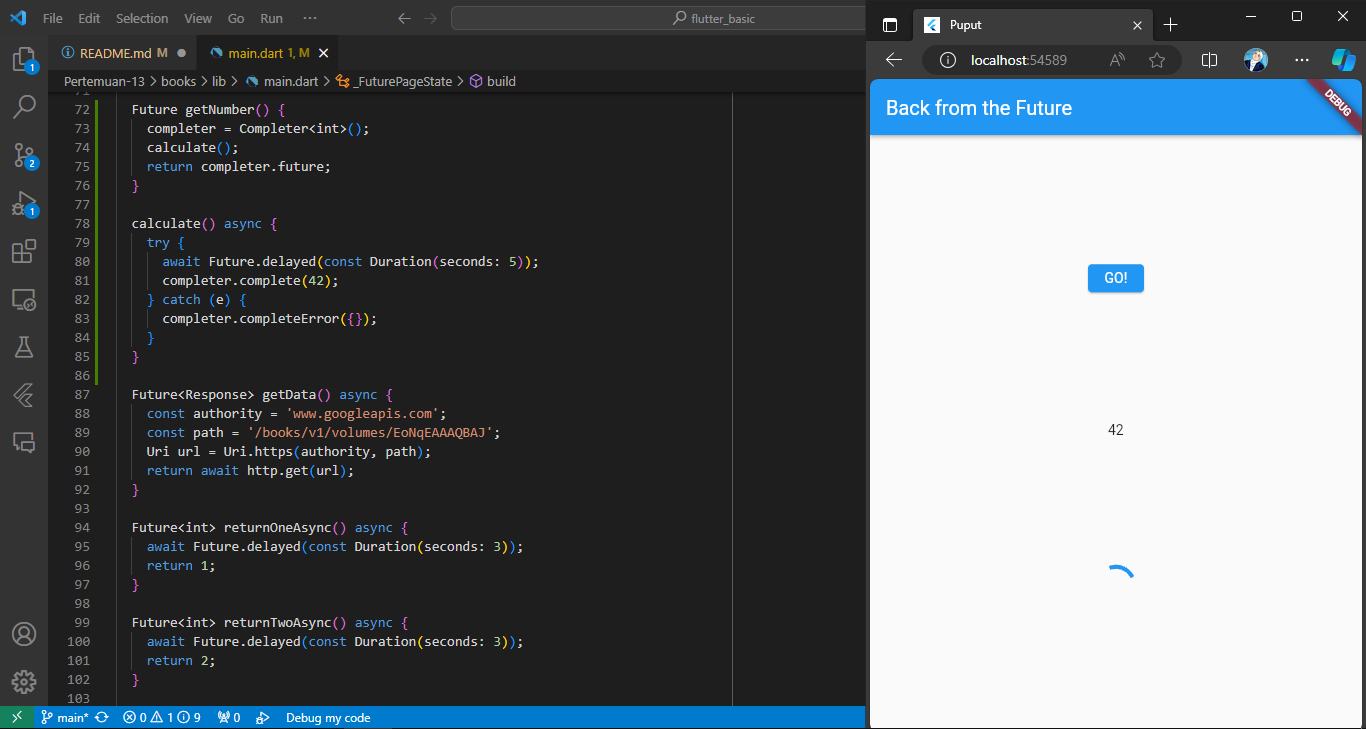 File Edit Selection View Go Run ··· flutter_basic
README.md M main.dart 1, M
Pertemuan-13 > books > lib > main.dart > _FuturePageState > build
71
72 Future getNumber() {
73 completer = Completer<int>();
74 calculate();
75 return completer.future;
76 }
77
78 calculate() async {
79 try {
80 await Future.delayed(const Duration(seconds: 5));
81 completer.complete(42);
82 } catch (e) {
83 completer.completeError({});
84 }
85 }
86
87 Future<Response> getData() async {
88 const authority = 'www.googleapis.com';
89 const path = '/books/v1/volumes/EoNqEAAAQBAJ';
90 Uri url = Uri.https(authority, path);
91 return await http.get(url);
92 }
93
94 Future<int> returnOneAsync() async {
95 await Future.delayed(const Duration(seconds: 3));
96 return 1;
97 }
98
99 Future<int> returnTwoAsync() async {
100 await Future.delayed(const Duration(seconds: 3));
101 return 2;
102 }
103
1
2
1
main* 0 1 9 0 Debug my code
Puput
localhost:54589
Back from the Future
DEBUG
GO!
42